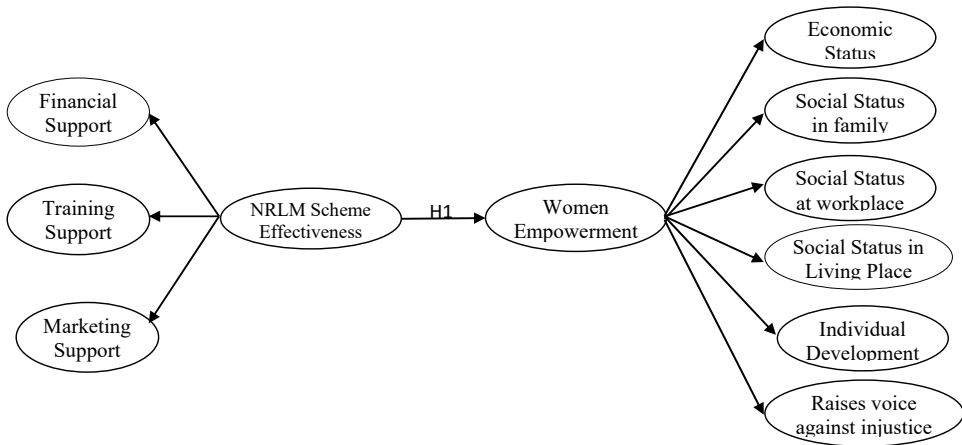 Financial
Support
Training
Support
Marketing
Support
NRLM Scheme
Effectiveness
H1
Women
Empowerment
Economic
Status
Social Status
in family
Social Status
at workplace
Social Status in
Living Place
Individual
Development
Raises voice
against injustice